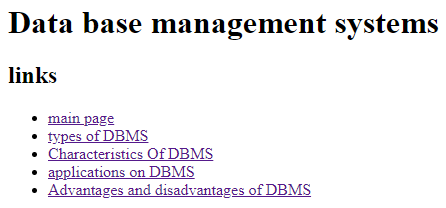 Data base management systems
links
main page
types of DBMS
Characteristics Of DBMS
applications on DBMS
Advantages and disadvantages of DBMS